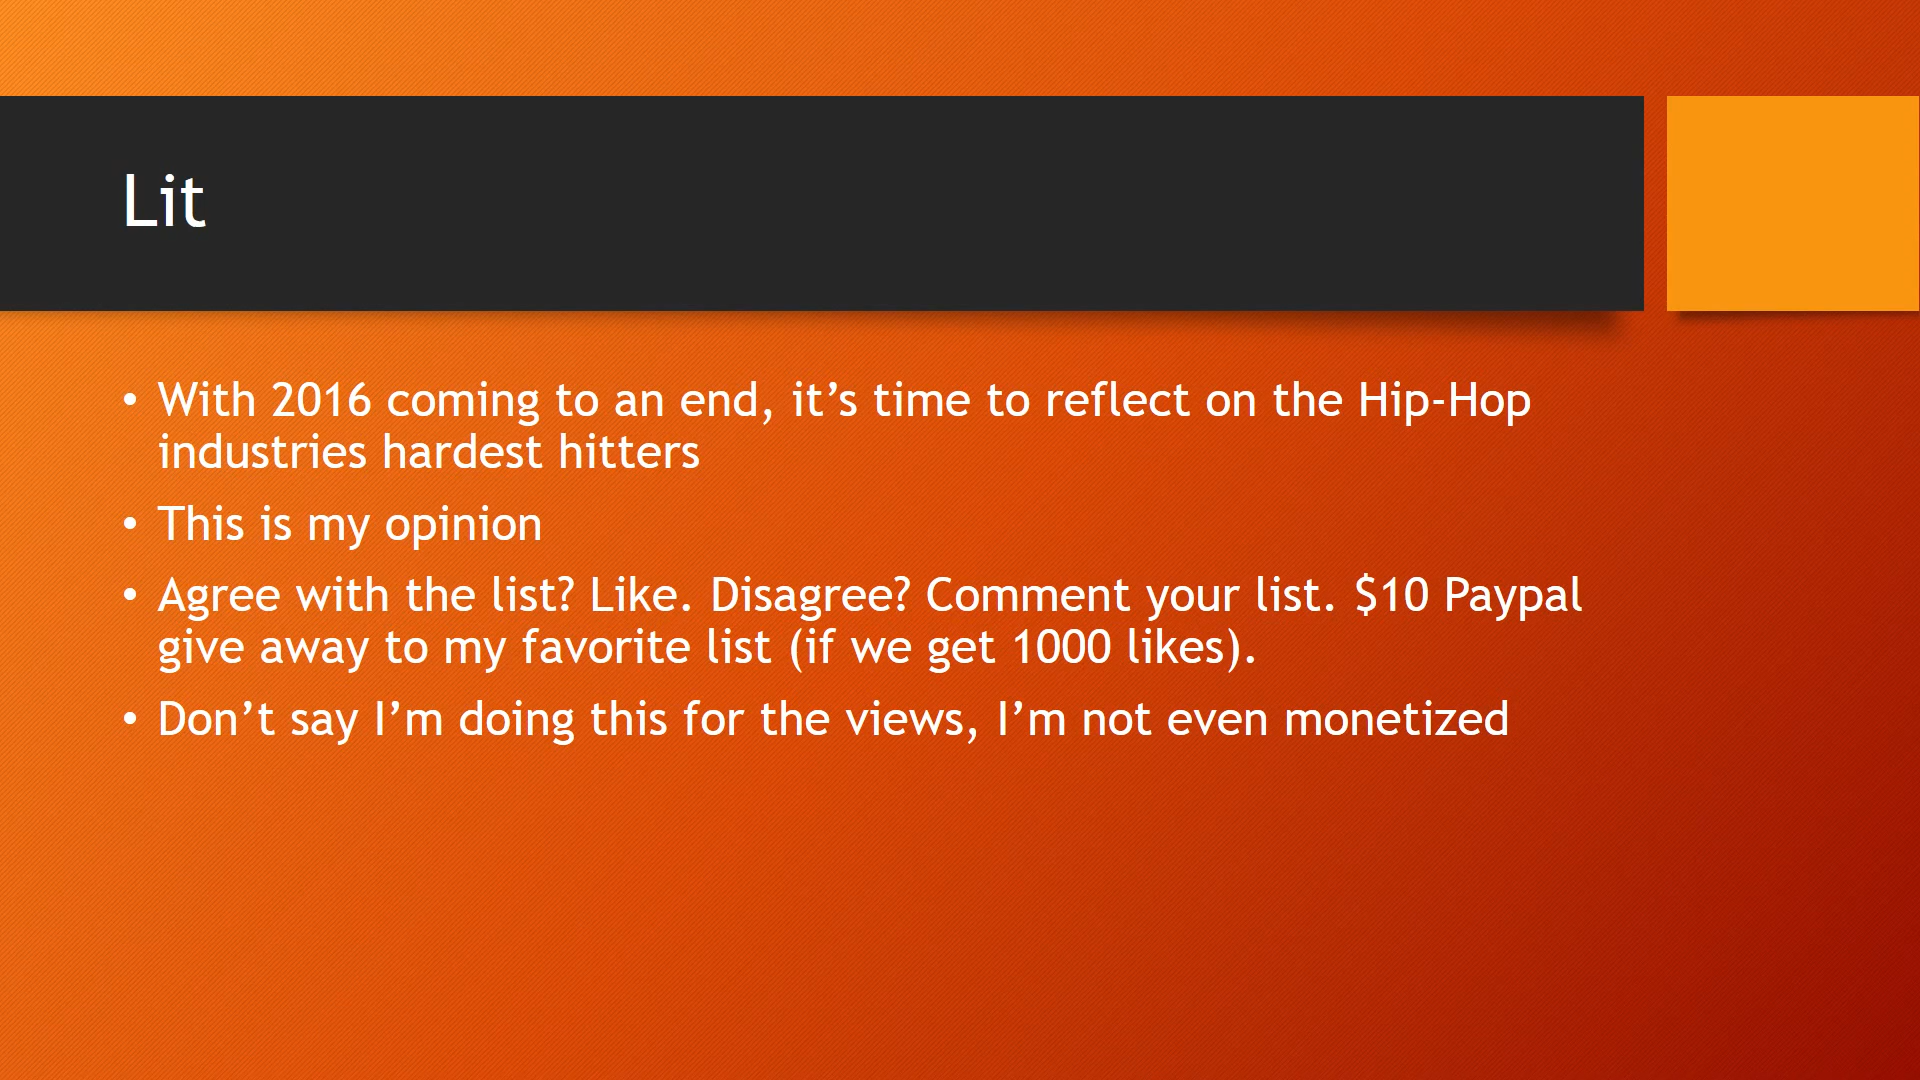 Lit
• With 2016 coming to an end, it’s time to reflect on the Hip-Hop
industries hardest hitters
• This is my opinion
• Agree with the list? Like. Disagree? Comment your list. $10 Paypal
give away to my favorite list (if we get 1000 likes).
• Don’t say I’m doing this for the views, I’m not even monetized